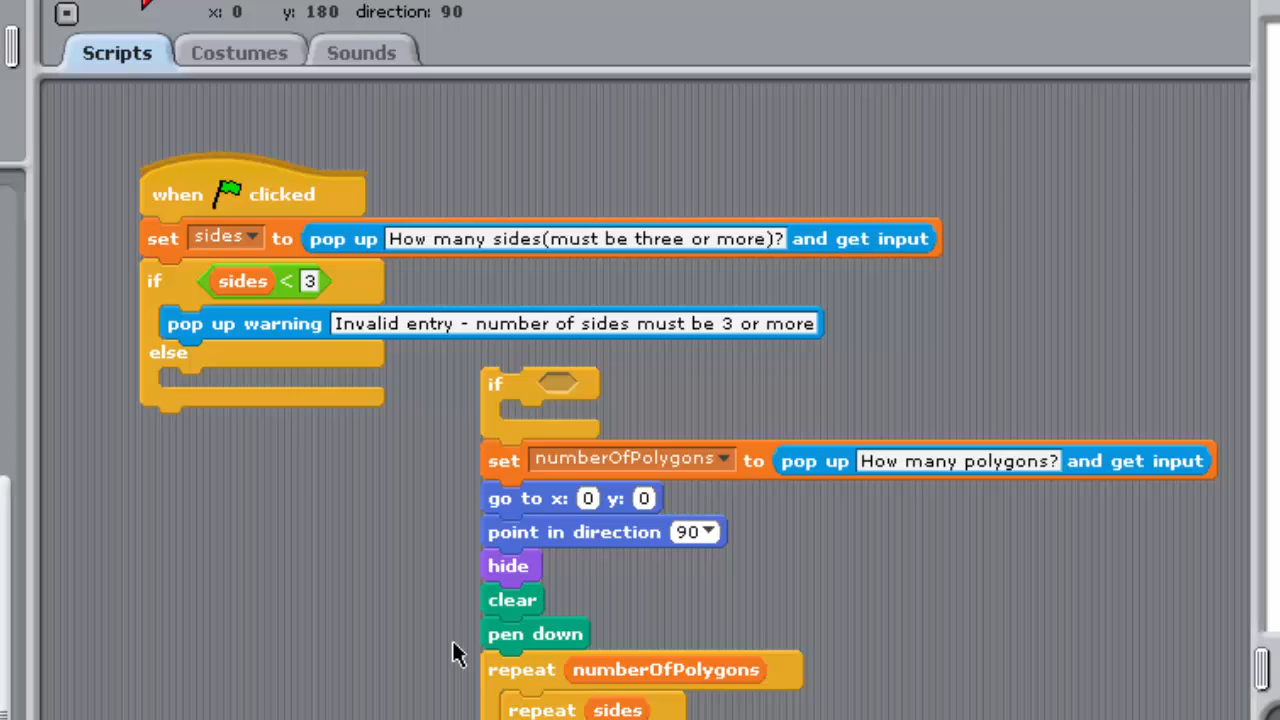 x: 0 y: 180 direction: 90
Scripts Costumes Sounds
when clicked
set sides to pop up How many sides(must be three or more)? and get input
if sides < 3
pop up warning Invalid entry - number of sides must be 3 or more
else
if
set numberOfPolygons to pop up How many polygons? and get input
go to x: 0 y: 0
point in direction 90
hide
clear
pen down
repeat numberOfPolygons
repeat sides